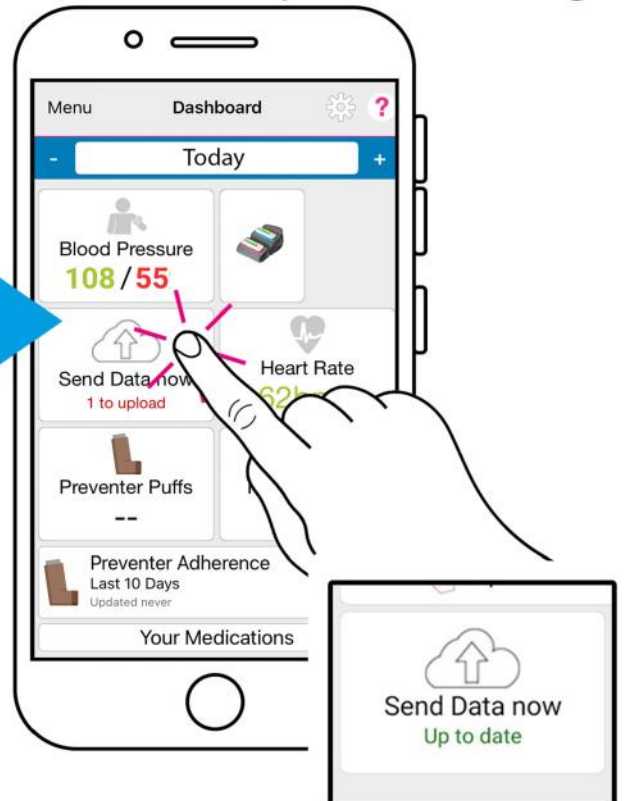 Menu Dashboard ?
- Today +
Blood Pressure
108/55
Send Data now
1 to upload
Heart Rate
Preventer Puffs
--
Preventer Adherence
Last 10 Days
Updated never
Your Medications
Send Data now
Up to date